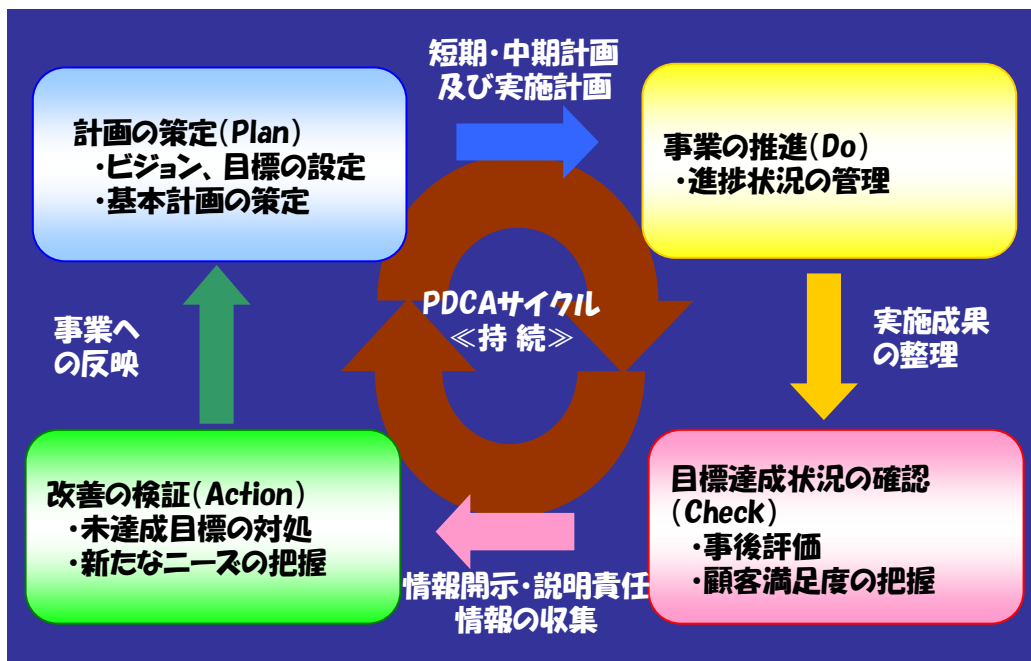 短期・中期計画
及び実施計画
計画の策定(Plan)
・ビジョン、目標の設定
・基本計画の策定
事業の推進(Do)
・進捗状況の管理
PDCAサイクル
≪持 続≫
事業へ
の反映
実施成果
の整理
改善の検証(Action)
・未達成目標の対処
・新たなニーズの把握
目標達成状況の確認
(Check)
・事後評価
・顧客満足度の把握
情報開示・説明責任
情報の収集